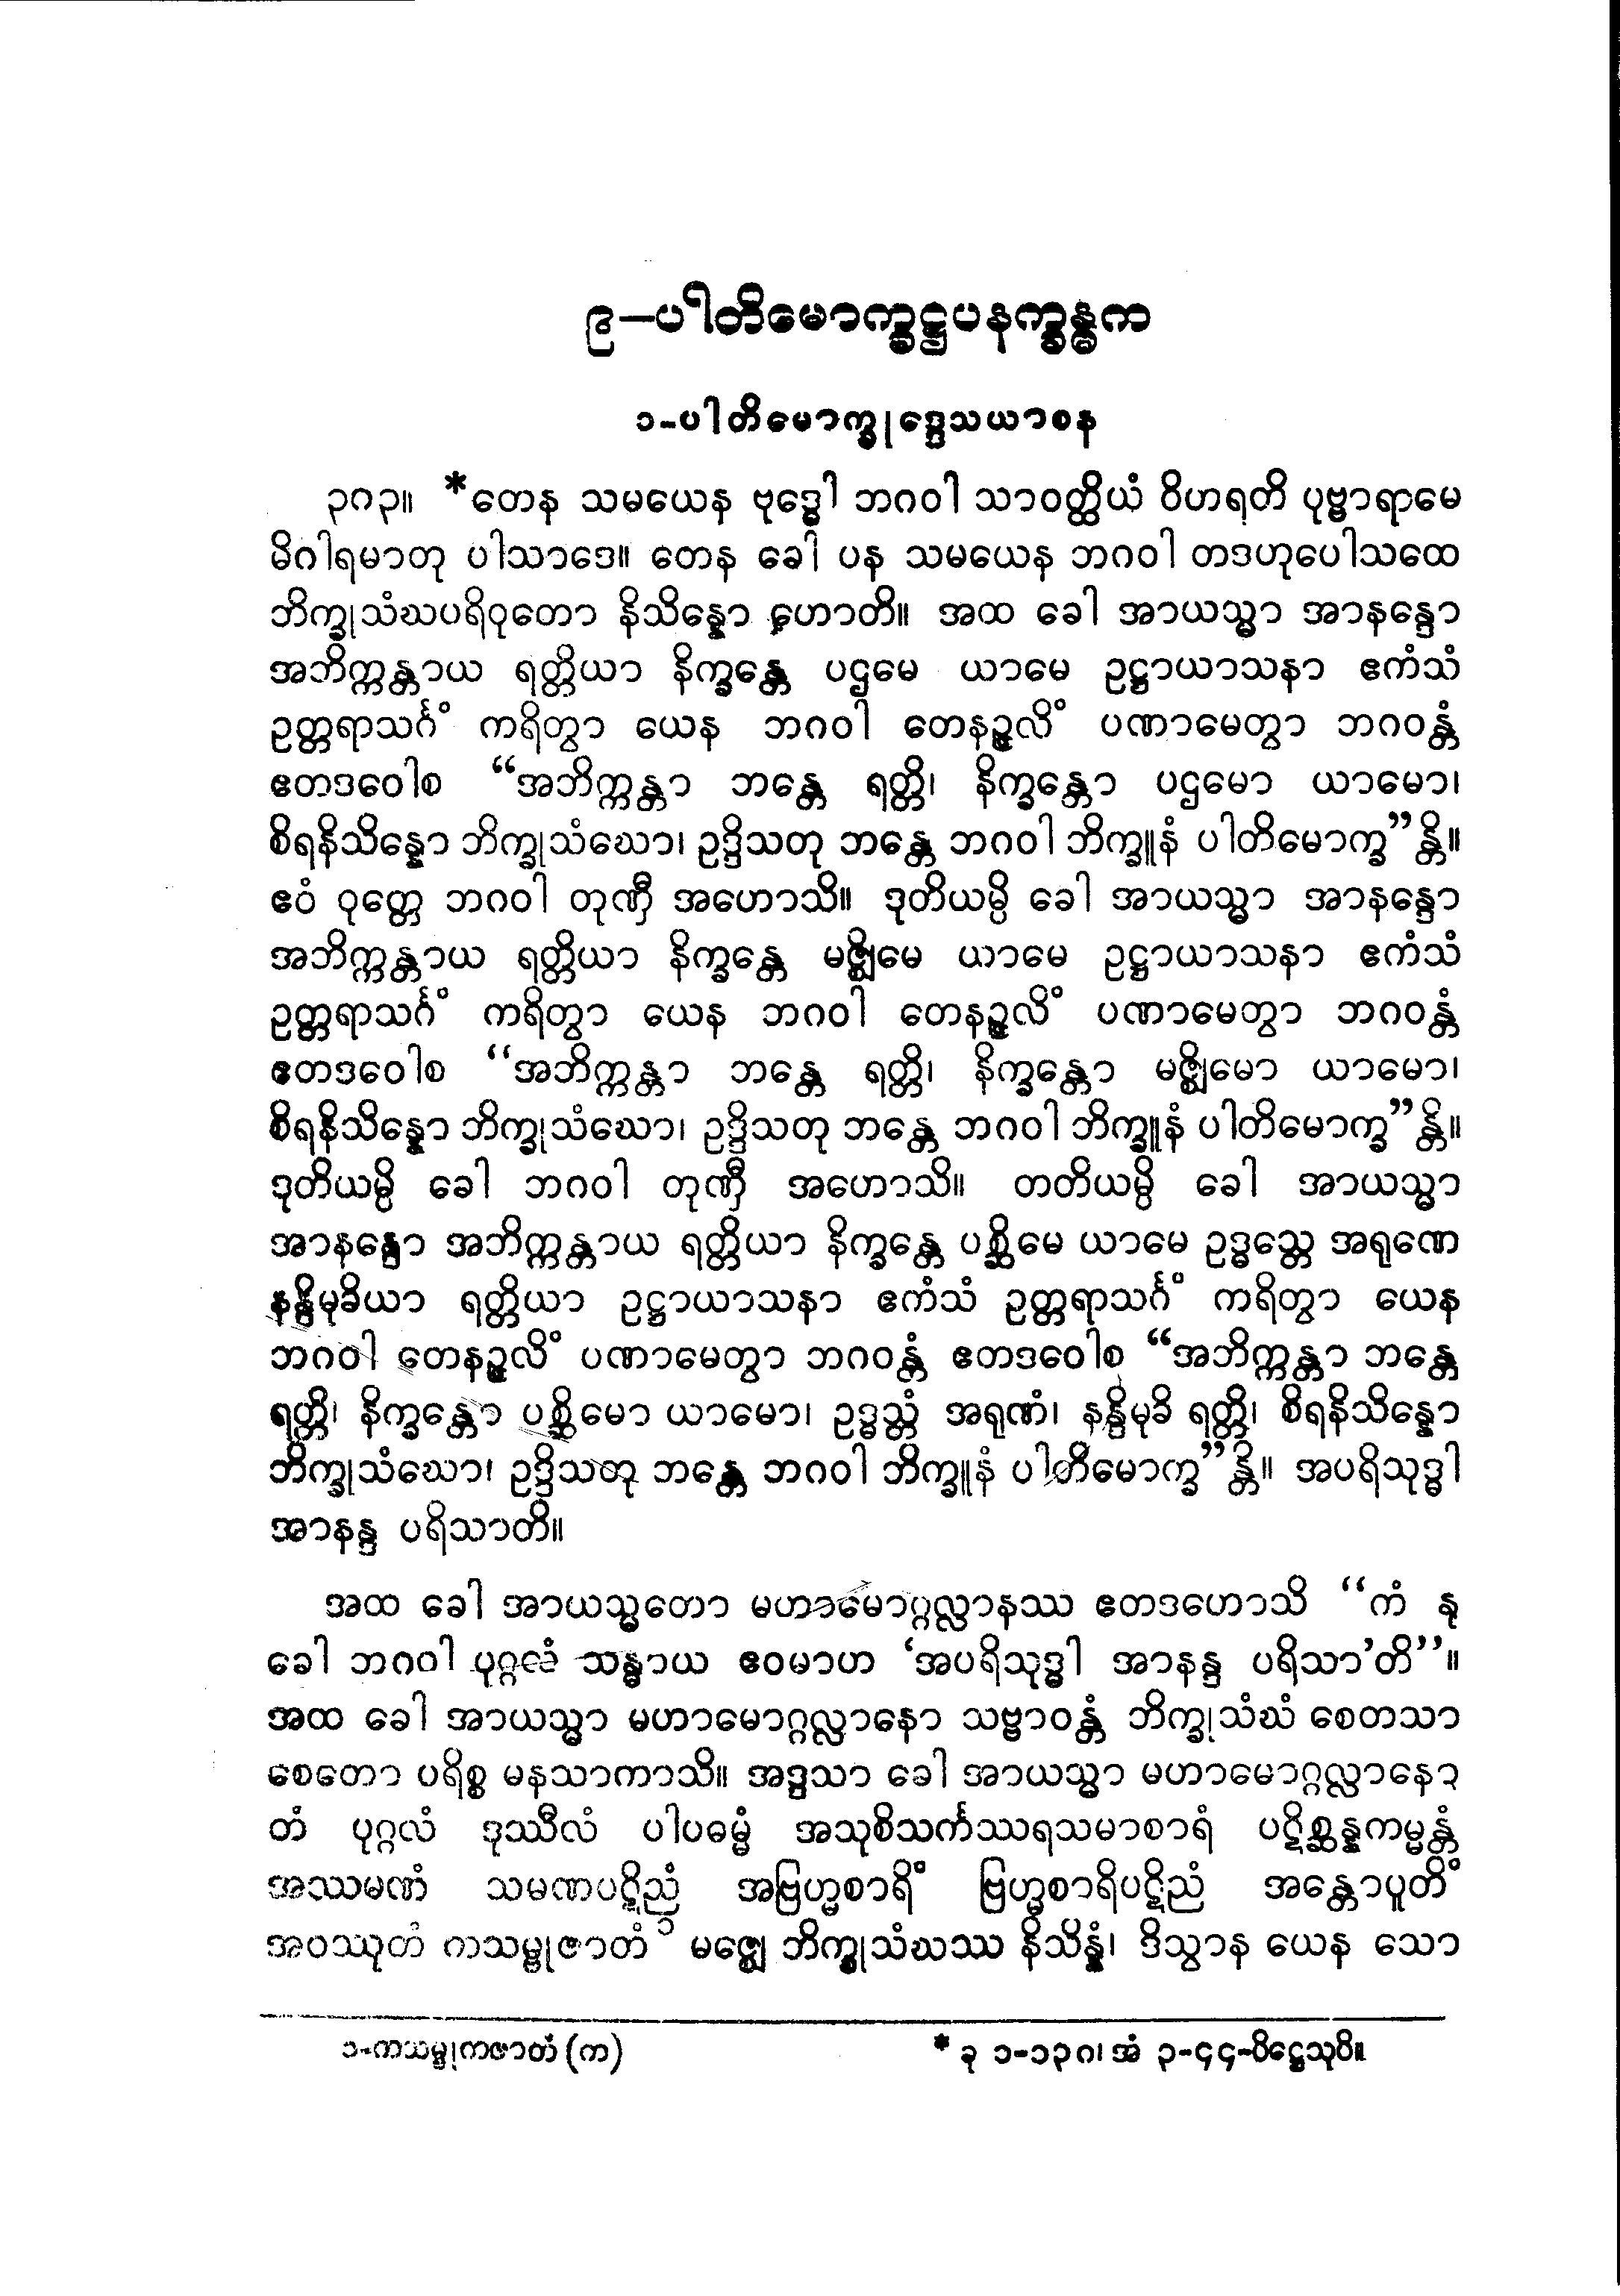 ၉–ပါတိမောက္ခဋ္ဌပနက္ခန္ဓက
၁-ပါတိမောက္ခုဒ္ဒေသယာစန
၃၈၃။ *တေန သမယေန ဗုဒ္ဓေါ ဘဂဝါ သာဝတ္ထိယံ ဝိဟရတိ ပုဗ္ဗာရာမေ
မိဂါရမာတု ပါသာဒေ။ တေန ခေါ ပန သမယေန ဘဂဝါ တဒဟုပေါသထေ
ဘိက္ခုသံဃပရိဝုတော နိသိန္နော ဟောတိ။ အထ ခေါ အာယသ္မာ အာနန္ဒော
အဘိက္ကန္တာယ ရတ္တိယာ နိက္ခန္တေ ပဌမေ ယာမေ ဥဋ္ဌာယာသနာ ဧကံသံ
ဥတ္တရာသင်္ဂံ ကရိတွာ ယေန ဘဂဝါ တေနဉ္ဇလိံ ပဏာမေတွာ ဘဂဝန္တံ
ဧတဒဝေါစ “အဘိက္ကန္တာ ဘန္တေ ရတ္တိ၊ နိက္ခန္တော ပဌမော ယာမော၊
စိရနိသိန္နော ဘိက္ခုသံဃော၊ ဥဒ္ဒိသတု ဘန္တေ ဘဂဝါ ဘိက္ခူနံ ပါတိမောက္ခ”န္တိ။
ဧဝံ ဝုတ္တေ ဘဂဝါ တုဏှီ အဟောသိ။ ဒုတိယမ္ပိ ခေါ အာယသ္မာ အာနန္ဒော
အဘိက္ကန္တာယ ရတ္တိယာ နိက္ခန္တေ မဇ္ဈိမေ ယာမေ ဥဋ္ဌာယာသနာ ဧကံသံ
ဥတ္တရာသင်္ဂံ ကရိတွာ ယေန ဘဂဝါ တေနဉ္ဇလိံ ပဏာမေတွာ ဘဂဝန္တံ
ဧတဒဝေါစ “အဘိက္ကန္တာ ဘန္တေ ရတ္တိ၊ နိက္ခန္တော မဇ္ဈိမော ယာမော၊
စိရနိသိန္နော ဘိက္ခုသံဃော၊ ဥဒ္ဒိသတု ဘန္တေ ဘဂဝါ ဘိက္ခူနံ ပါတိမောက္ခ”န္တိ။
ဒုတိယမ္ပိ ခေါ ဘဂဝါ တုဏှီ အဟောသိ။ တတိယမ္ပိ ခေါ အာယသ္မာ
အာနန္ဒော အဘိက္ကန္တာယ ရတ္တိယာ နိက္ခန္တေ ပစ္ဆိမေ ယာမေ ဥဒ္ဓသ္တေ အရုဏေ
နန္ဒိမုခိယာ ရတ္တိယာ ဥဋ္ဌာယာသနာ ဧကံသံ ဥတ္တရာသင်္ဂံ ကရိတွာ ယေန
ဘဂဝါ တေနဉ္ဇလိံ ပဏာမေတွာ ဘဂဝန္တံ ဧတဒဝေါစ “အဘိက္ကန္တာ ဘန္တေ
ရတ္တိ၊ နိက္ခန္တော ပစ္ဆိမော ယာမော၊ ဥဒ္ဓသ္တံ အရုဏံ၊ နန္ဒိမုခိ ရတ္တိ၊ စိရနိသိန္နော
ဘိက္ခုသံဃော၊ ဥဒ္ဒိသတု ဘန္တေ ဘဂဝါ ဘိက္ခူနံ ပါတိမောက္ခ”န္တိ။ အပရိသုဒ္ဓါ
အာနန္ဒ ပရိသာတိ။
အထ ခေါ အာယသ္မတော မဟာမောဂ္ဂလ္လာနဿ ဧတဒဟောသိ “ကံ နု
ခေါ ဘဂဝါ ပုဂ္ဂလံ သန္ဓာယ ဧဝမာဟ ‘အပရိသုဒ္ဓါ အာနန္ဒ ပရိသာ’တိ”။
အထ ခေါ အာယသ္မာ မဟာမောဂ္ဂလ္လာနော သဗ္ဗာဝန္တံ ဘိက္ခုသံဃံ စေတသာ
စေတော ပရိစ္စ မနသာကာသိ။ အဒ္ဒသာ ခေါ အာယသ္မာ မဟာမောဂ္ဂလ္လာနော
တံ ပုဂ္ဂလံ ဒုဿီလံ ပါပဓမ္မံ အသုစိသင်္ကဿရသမာစာရံ ပဋိစ္ဆန္နကမ္မန္တံ
အဿမဏံ သမဏပဋိညံ အဗြဟ္မစာရိံ ဗြဟ္မစာရိပဋိညံ အန္တောပူတိံ
အဝဿုတံ ကသမ္ဗုဇာတံ ၁ မဇ္ဈေ ဘိက္ခုသံဃဿ နိသိန္နံ၊ ဒိသွာန ယေန သော
၁-ကသမ္ဗုကဇာတံ (က) * ခု ၁-၁၃၈၊ အံ ၃-၄၄-ပိဋ္ဌေသုပိ။